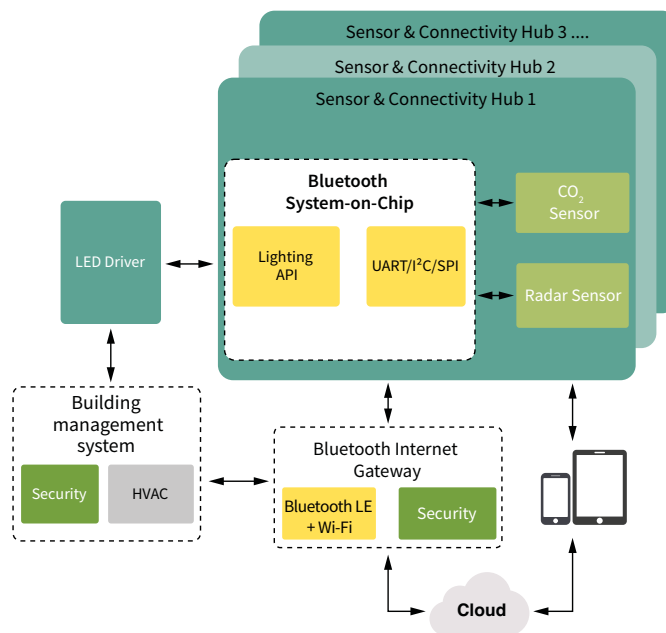 Sensor & Connectivity Hub 3 ....
Sensor & Connectivity Hub 2
Sensor & Connectivity Hub 1
Bluetooth
System-on-Chip
Lighting
API
UART/I²C/SPI
CO₂
Sensor
Radar Sensor
LED Driver
Building
management
system
Security
HVAC
Bluetooth Internet
Gateway
Bluetooth LE
+ Wi-Fi
Security
Cloud